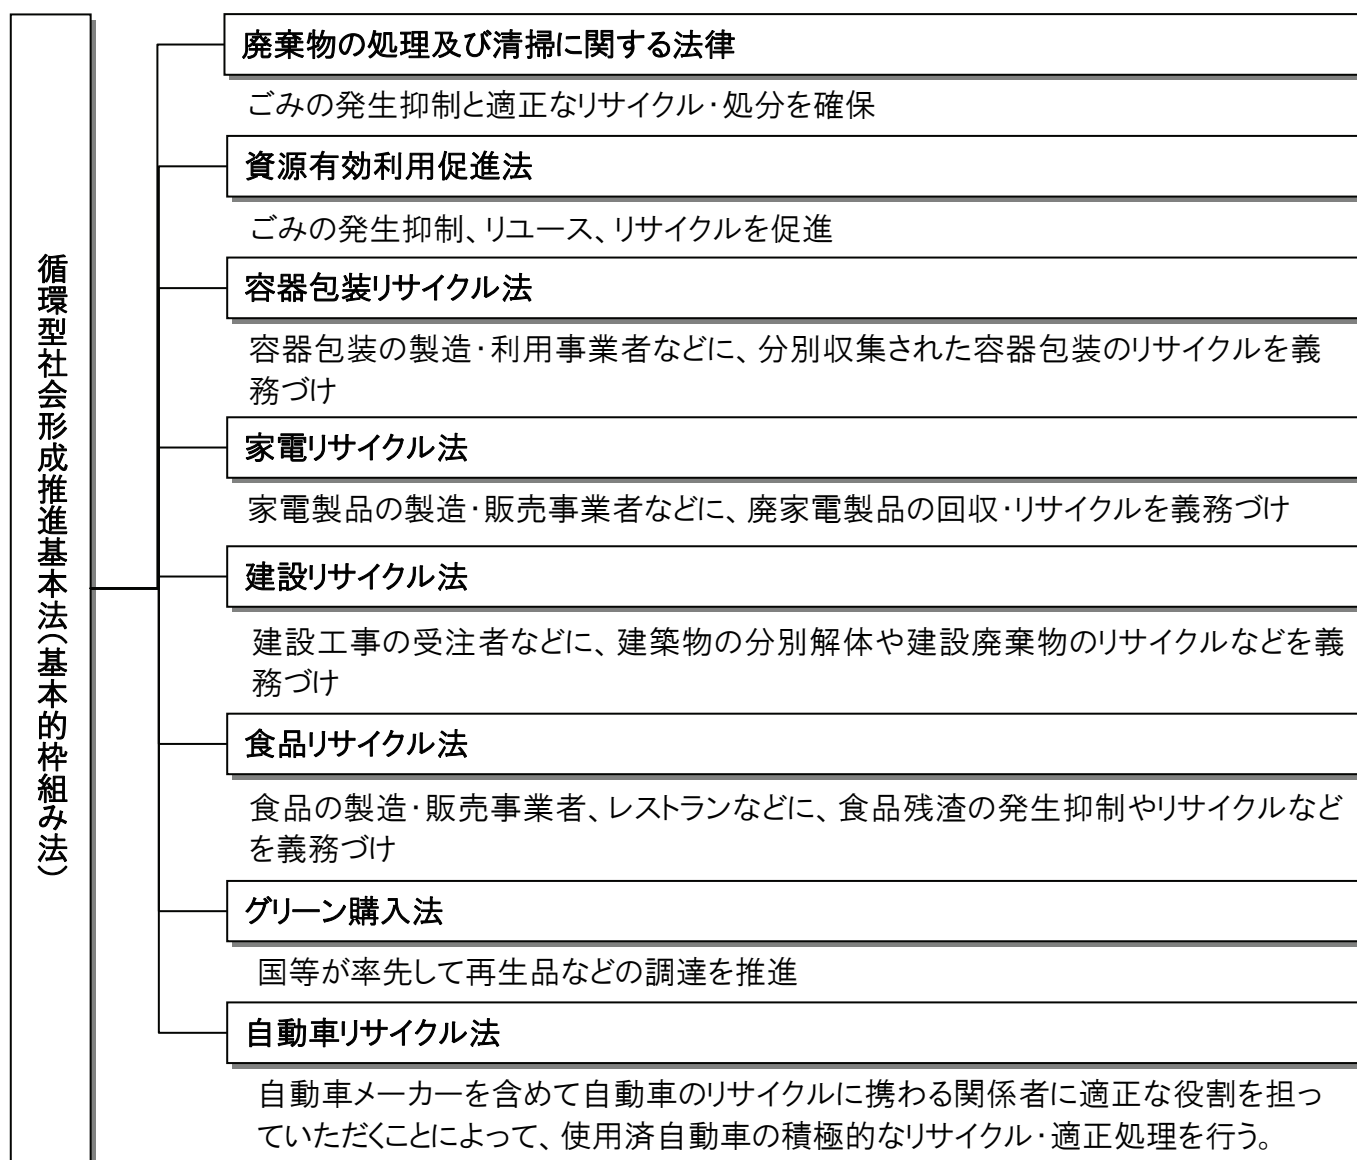 循環型社会形成推進基本法(基本的枠組み法)
廃棄物の処理及び清掃に関する法律
ごみの発生抑制と適正なリサイクル・処分を確保
資源有効利用促進法
ごみの発生抑制、リユース、リサイクルを促進
容器包装リサイクル法
容器包装の製造・利用事業者などに、分別収集された容器包装のリサイクルを義
務づけ
家電リサイクル法
家電製品の製造・販売事業者などに、廃家電製品の回収・リサイクルを義務づけ
建設リサイクル法
建設工事の受注者などに、建築物の分別解体や建設廃棄物のリサイクルなどを義
務づけ
食品リサイクル法
食品の製造・販売事業者、レストランなどに、食品残渣の発生抑制やリサイクルなど
を義務づけ
グリーン購入法
国等が率先して再生品などの調達を推進
自動車リサイクル法
自動車メーカーを含めて自動車のリサイクルに携わる関係者に適正な役割を担っ
ていただくことによって、使用済自動車の積極的なリサイクル・適正処理を行う。